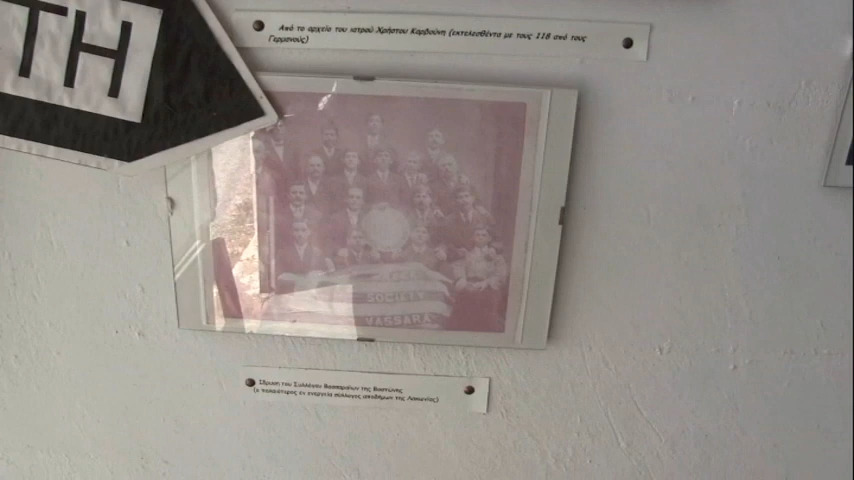 ΤΗ
Από το αρχείο του ιατρού Χρήστου Καρβούνη (εκτελεσθέντα με τους 118 από τους
Γερμανούς)
SOCIETY
VASSARA
Ίδρυση του Συλλόγου Βασσαραίων της Βοστώνης
(ο παλαιότερος εν ενεργεία σύλλογος αποδήμων της Λακωνίας)